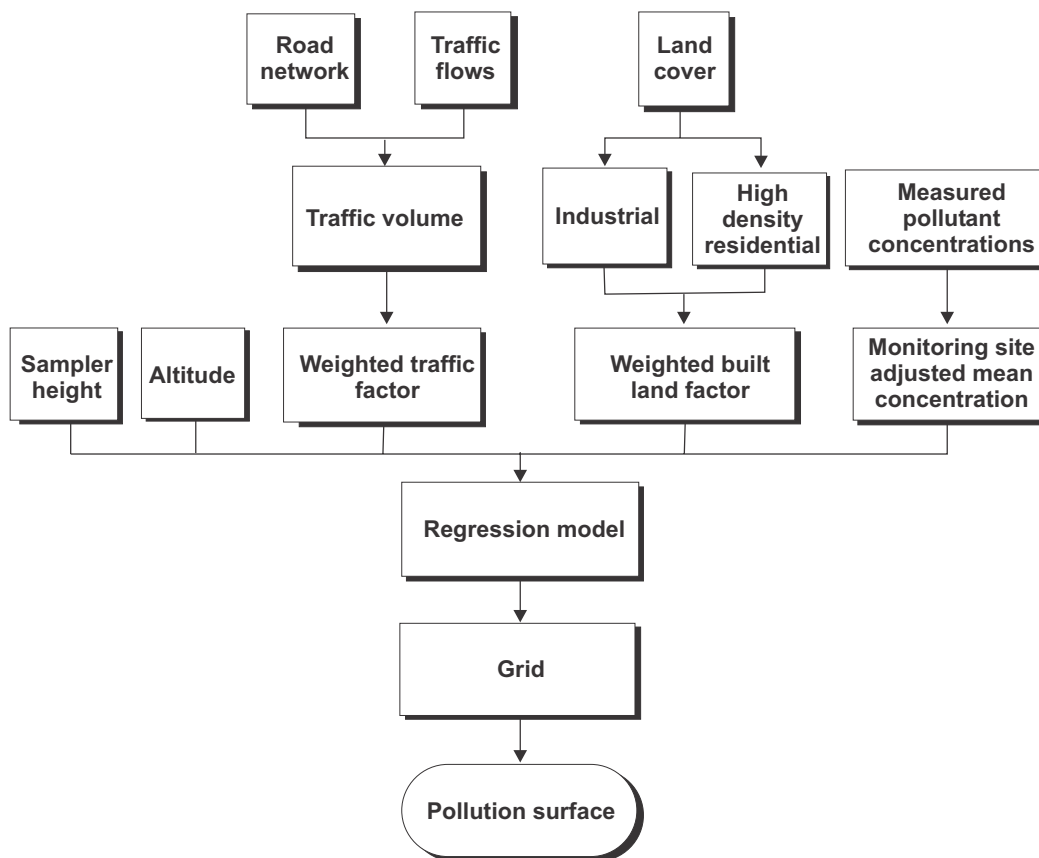 Road
network
Traffic
flows
Land
cover
Traffic volume
Industrial
High
density
residential
Measured
pollutant
concentrations
Sampler
height
Altitude
Weighted traffic
factor
Weighted built
land factor
Monitoring site
adjusted mean
concentration
Regression model
Grid
Pollution surface